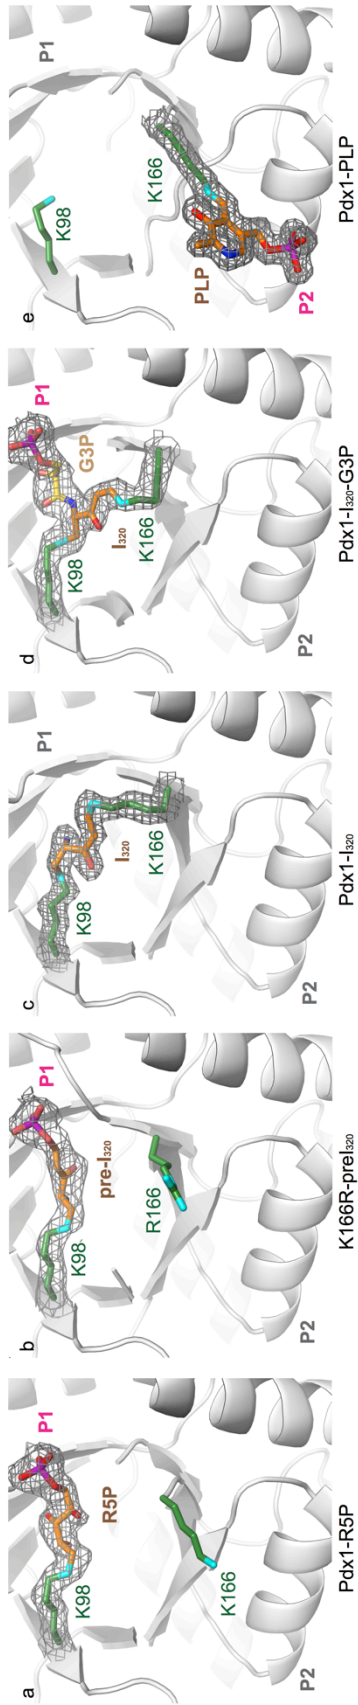 a
K98
R5P
P1
K166
P2
Pdx1-R5P
b
K98
pre-I320
P1
R166
P2
K166R-preI320
c
K98
I320
K166
P1
P2
Pdx1-I320
d
K98
G3P
P1
I320
K166
P2
Pdx1-I320-G3P
e
K98
P1
K166
PLP
P2
Pdx1-PLP